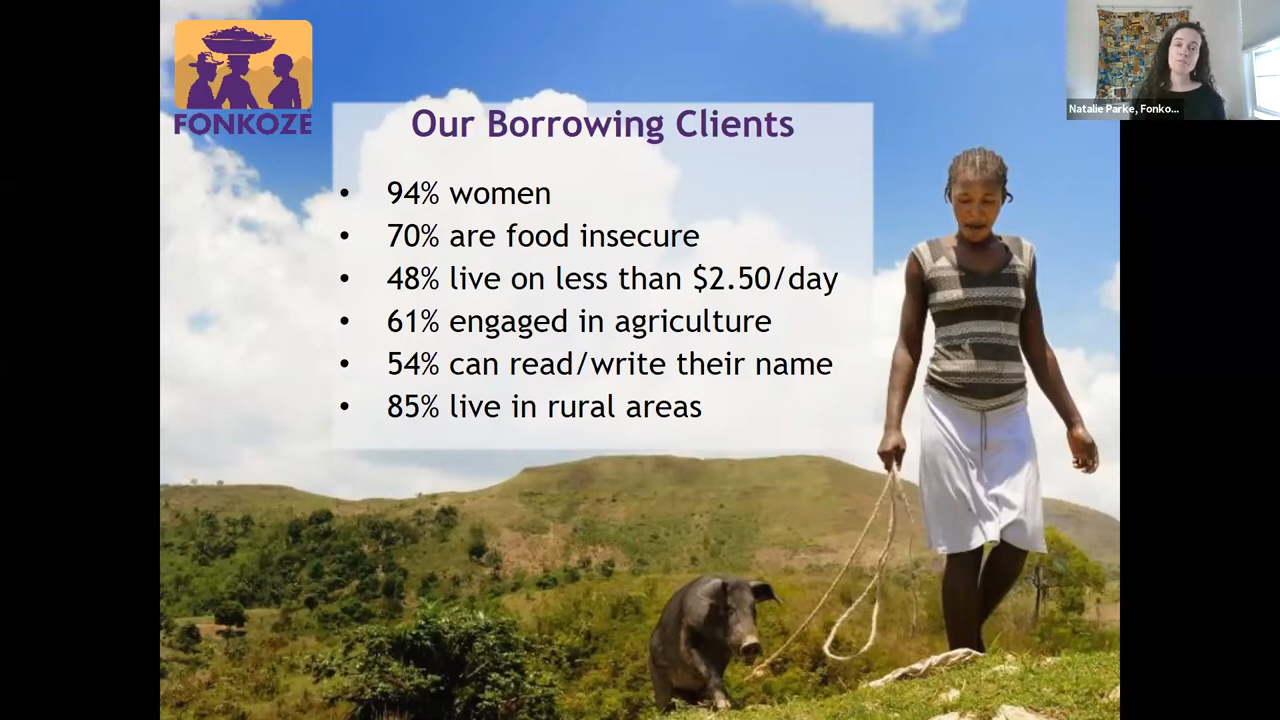 FONKOZE
Our Borrowing Clients
• 94% women
• 70% are food insecure
• 48% live on less than $2.50/day
• 61% engaged in agriculture
• 54% can read/write their name
• 85% live in rural areas
Natalie Parke, Fonko...